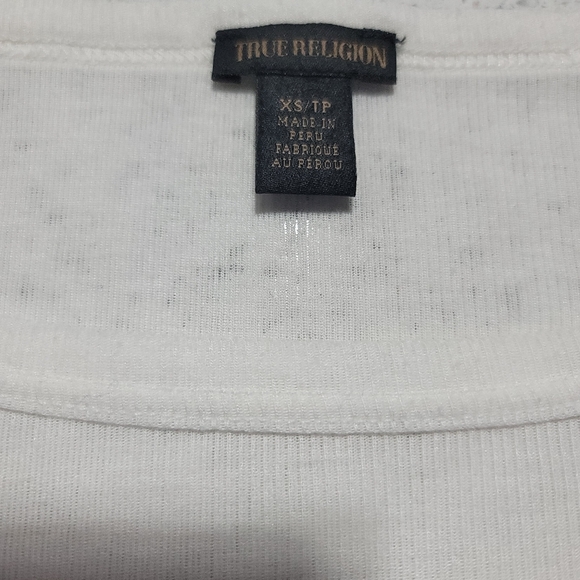 TRUE RELIGION
XS/TP
MADE IN
PERU
FABRIQUÉ
AU PÉROU